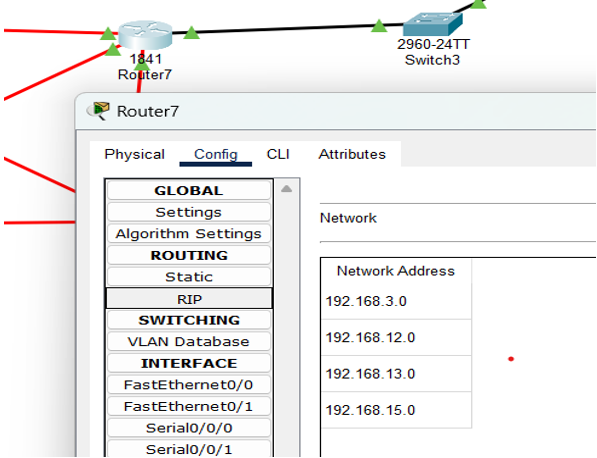 1841
Router7
2960-24TT
Switch3
Router7
Physical Config CLI Attributes
GLOBAL
Settings
Algorithm Settings
ROUTING
Static
RIP
SWITCHING
VLAN Database
INTERFACE
FastEthernet0/0
FastEthernet0/1
Serial0/0/0
Serial0/0/1
Network
Network Address
192.168.3.0
192.168.12.0
192.168.13.0
192.168.15.0